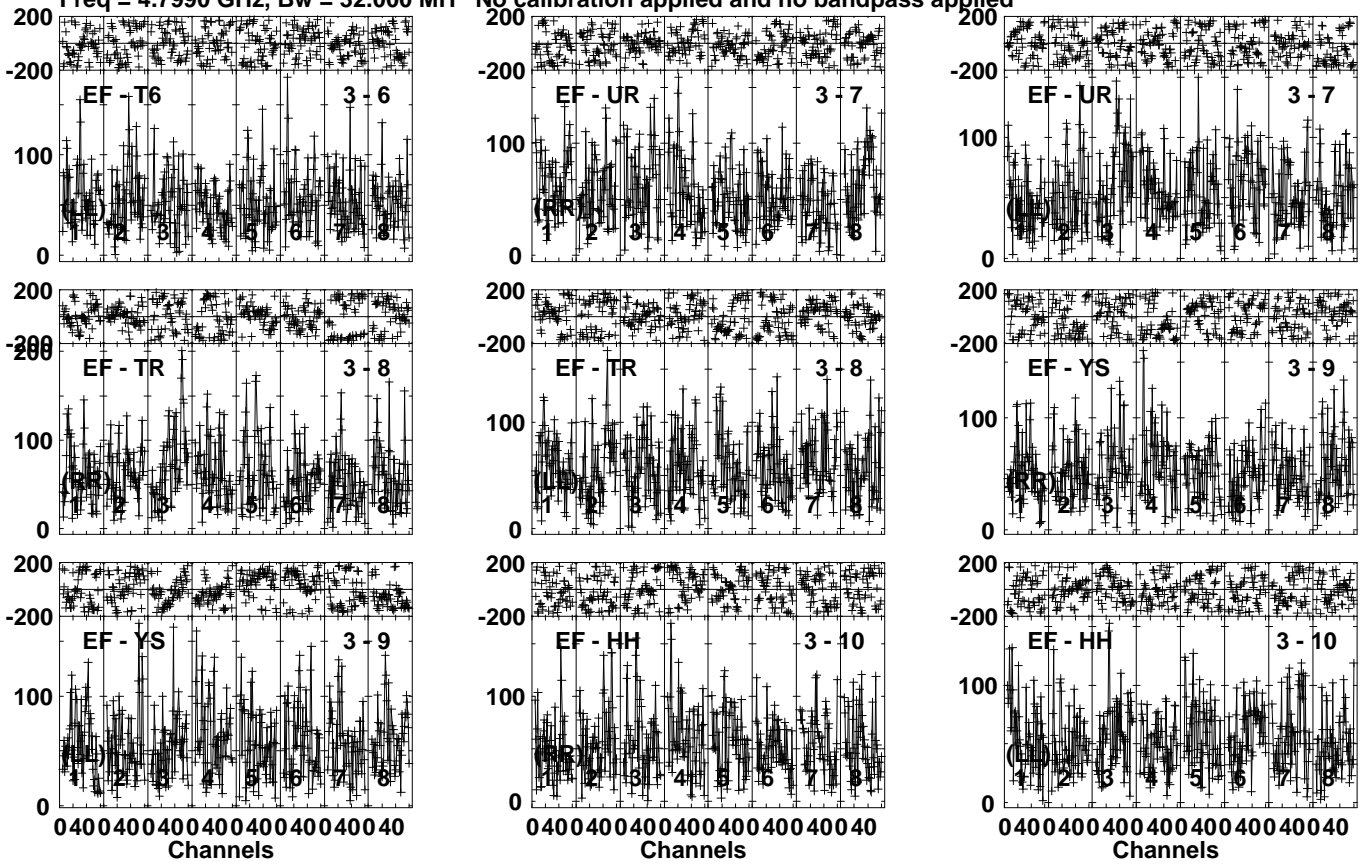 Freq = 4.7990 GHz, Bw = 32.000 MH No calibration applied and no bandpass applied
200 200 200
-200 -200 -200
EF - T6 3 - 6 EF - UR 3 - 7 EF - UR 3 - 7
100 100 100
(LL) (RR) (LL)
1 2 3 4 5 6 7 8 1 2 3 4 5 6 7 8 1 2 3 4 5 6 7 8
0 0 0
200 200 200
-200 -200 -200
200
EF - TR 3 - 8 EF - TR 3 - 8 EF - YS 3 - 9
100 100 100
(RR) (LL) (RR)
1 2 3 4 5 6 7 8 1 2 3 4 5 6 7 8 1 2 3 4 5 6 7 8
0 0 0
200 200 200
-200 -200 -200
EF - YS 3 - 9 EF - HH 3 - 10 EF - HH 3 - 10
100 100 100
(LL) (RR) (LL)
1 2 3 4 5 6 7 8 1 2 3 4 5 6 7 8 1 2 3 4 5 6 7 8
0 0 0
0 40 0 40 0 40 0 40 0 40 0 40 0 40 40 0 40 0 40 0 40 0 40 0 40 0 40 0 40 40 0 40 0 40 0 40 0 40 0 40 0 40 0 40 40
Channels Channels Channels